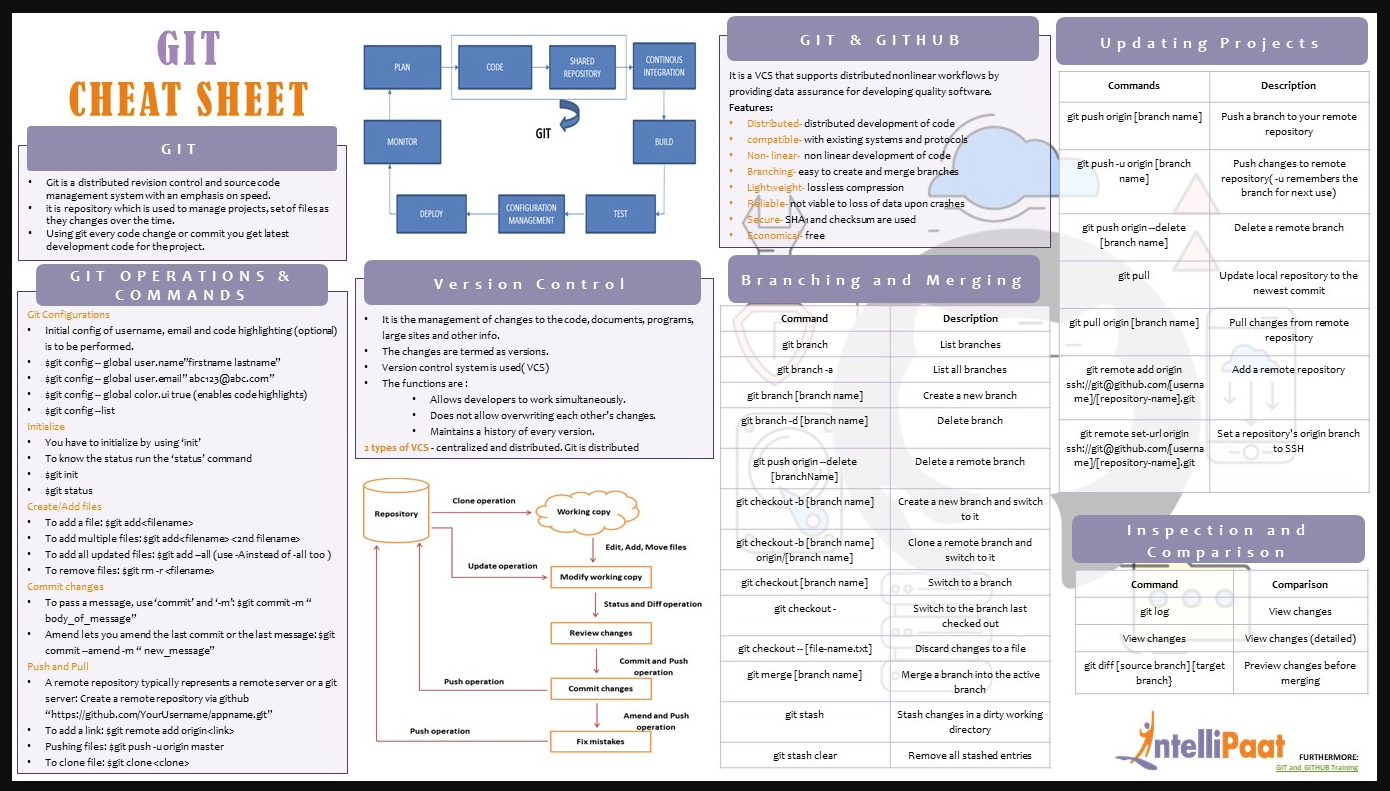 GIT
CHEAT SHEET
GIT
• Git is a distributed revision control and source code
management system with an emphasis on speed.
• it is repository which is used to manage projects, set of files as
they changes over the time.
• Using git every code change or commit you get latest
development code for the project.
GIT OPERATIONS &
COMMANDS
Git Configurations
• Initial config of username, email and code highlighting (optional)
is to be performed.
• $git config -- global user.name"firstname lastname"
• $git config -- global user.email" abc123@abc.com"
• $git config -- global color.ui true (enables code highlights)
• $git config --list
Initialize
• You have to initialize by using 'init'
• To know the status run the 'status' command
• $git init
• $git status
Create/Add files
• To add a file: $git add<filename>
• To add multiple files: $git add<filename> <2nd filename>
• To add all updated files: $git add --all (use -A instead of -all too )
• To remove files: $git rm -r <filename>
Commit changes
• To pass a message, use 'commit' and '-m': $git commit -m "
body_of_message"
• Amend lets you amend the last commit or the last message: $git
commit --amend -m " new_message"
Push and Pull
• A remote repository typically represents a remote server or a git
server: Create a remote repository via github
"https://github.com/YourUsername/appname.git"
• To add a link: $git remote add origin<link>
• Pushing files: $git push -u origin master
• To clone file: $git clone <clone>
PLAN
CODE
SHARED
REPOSITORY
CONTINOUS
INTEGRATION
GIT
MONITOR
BUILD
DEPLOY
CONFIGURATION
MANAGEMENT
TEST
Version Control
• It is the management of changes to the code, documents, programs,
large sites and other info.
• The changes are termed as versions.
• Version control system is used( VCS)
• The functions are :
• Allows developers to work simultaneously.
• Does not allow overwriting each other's changes.
• Maintains a history of every version.
2 types of VCS - centralized and distributed. Git is distributed
Repository
Clone operation
Working copy
Edit, Add, Move files
Update operation
Modify working copy
Status and Diff operation
Review changes
Commit and Push
operation
Push operation
Commit changes
Amend and Push
operation
Push operation
Fix mistakes
GIT & GITHUB
It is a VCS that supports distributed nonlinear workflows by
providing data assurance for developing quality software.
Features:
• Distributed- distributed development of code
• compatible- with existing systems and protocols
• Non- linear- non linear development of code
• Branching- easy to create and merge branches
• Lightweight- lossless compression
• Reliable- not viable to loss of data upon crashes
• Secure- SHA1 and checksum are used
• Economical- free
Branching and Merging
Command Description
git branch List branches
git branch -a List all branches
git branch [branch name] Create a new branch
git branch -d [branch name] Delete branch
git push origin --delete Delete a remote branch
[branchName]
git checkout -b [branch name] Create a new branch and switch
to it
git checkout -b [branch name] Clone a remote branch and
origin/[branch name] switch to it
git checkout [branch name] Switch to a branch
git checkout - Switch to the branch last
checked out
git checkout -- [file-name.txt] Discard changes to a file
git merge [branch name] Merge a branch into the active
branch
git stash Stash changes in a dirty working
directory
git stash clear Remove all stashed entries
Updating Projects
Commands Description
git push origin [branch name] Push a branch to your remote
repository
git push -u origin [branch Push changes to remote
name] repository( -u remembers the
branch for next use)
git push origin --delete Delete a remote branch
[branch name]
git pull Update local repository to the
newest commit
git pull origin [branch name] Pull changes from remote
repository
git remote add origin Add a remote repository
ssh://git@github.com/[userna
me]/[repository-name].git
git remote set-url origin Set a repository's origin branch
ssh://git@github.com/[userna to SSH
me]/[repository-name].git
Inspection and
Comparison
Command Comparison
git log View changes
View changes View changes (detailed)
git diff [source branch] [target Preview changes before
branch} merging
IntelliPaat
FURTHERMORE:
GIT and GITHUB Training